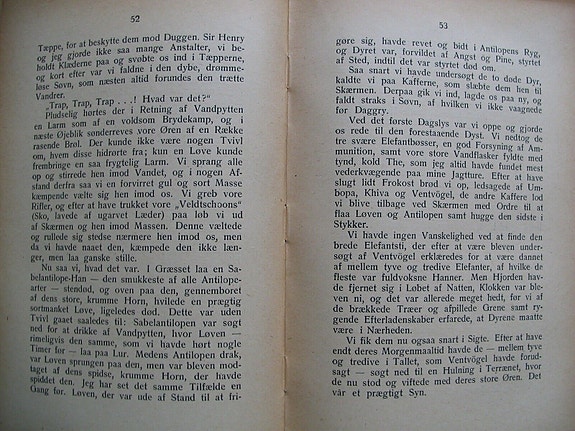 52
Tæppe, for at beskytte dem mod Duggen. Sir Henry
og jeg gjorde ikke saa mange Anstalter, vi be-
holdt Klæderne paa og svøbte os ind i Tæpperne,
og kort efter var vi faldne i den dybe, drømme-
løse Søvn, som næsten altid forundes den trætte
Vandrer.
„Trap, Trap, Trap . . .! Hvad var det?“
Pludselig hørtes der i Retning af Vandpytten
en Larm som af en voldsom Brydekamp, og i
næste Øjeblik sønderreves vore Øren af en Række
rasende Brøl. Der kunde ikke være nogen Tvivl
om, hvem disse hidrørte fra; kun en Løve kunde
frembringe en saa frygtelig Larm. Vi sprang alle
op og stirrede hen imod Vandet, og i nogen Af-
stand derfra saa vi en forvirret gul og sort Masse
kæmpende vælte sig hen imod os. Vi greb vore
Rifler, og efter at have trukket vore „Veldtschoons“
(Sko, lavede af ugarvet Læder) paa løb vi ud
af Skærmen og hen imod Massen. Denne væltede
og rullede sig stedse nærmere hen imod os, men
da vi havde naaet den, kæmpede den ikke læn-
ger, men laa ganske stille.
Nu saa vi, hvad det var. I Græsset laa en Sa-
belantilope-Han — den smukkeste af alle Antilope-
arter — stendød, og oven paa den, gennemboret
af dens store, krumme Horn, hvilede en prægtig
sortmanket Løve, ligeledes død. Dette var uden
Tvivl gaaet saaledes til: Sabelantilopen var søgt
ned for at drikke af Vandpytten, hvor Løven —
rimeligvis den samme, som vi havde hørt nogle
Timer før — laa paa Lur. Medens Antilopen drak,
var Løven sprungen paa den, men var bleven mod-
taget af dens spidse, krumme Horn, der havde
spiddet den. Jeg har set det samme Tilfælde en
Gang før. Løven, der var ude af Stand til at fri-
53
gøre sig, havde revet og bidt i Antilopens Ryg,
og Dyret var, forvildet af Angst og Pine, styrtet
af Sted, indtil det var styrtet død om.
Saa snart vi havde undersøgt de to døde Dyr,
kaldte vi paa Kafferne, som slæbte dem hen til
Skærmen. Derpaa gik vi ind, lagde os paa ny, og
faldt straks i Søvn, af hvilken vi ikke vaagnede
før Daggry.
Ved det første Dagslys var vi oppe og gjorde
os rede til den forestaaende Dyst. Vi medtog de
tre svære Elefantbøsser, en god Forsyning af Am-
munition, samt vore store Vandflasker fyldte med
tynd, kold The, som jeg altid havde fundet mest
vederkvægende paa mine Jagtture. Efter at have
slugt lidt Frokost brød vi op, ledsagede af Um-
bopa, Khiva og Ventvögel, de andre Kaffere lod
vi blive tilbage ved Skærmen med Ordre til at
flaa Løven og Antilopen samt hugge den sidste i
Stykker.
Vi havde ingen Vanskelighed ved at finde den
brede Elefantsti, der efter at være bleven under-
søgt af Ventvögel erklæredes for at være dannet
af mellem tyve og tredive Elefanter, af hvilke de
fleste var fuldvoksne Hanner. Men Hjorden hav-
de fjernet sig i Løbet af Natten, Klokken var ble-
ven ni, og det var allerede meget hedt, før vi af
de brækkede Træer og afpillede Grene samt ry-
gende Efterladenskaber erfarede, at Dyrene maatte
være i Nærheden.
Vi fik dem nu ogsaa snart i Sigte. Efter at have
endt deres Morgenmaaltid havde de — mellem tyve
og tredive i Tallet, som Ventvögel havde forud-
sagt — søgt ned til en Hulning i Terrænet, hvor
de nu stod og viftede med deres store Øren. Det
var et prægtigt Syn.